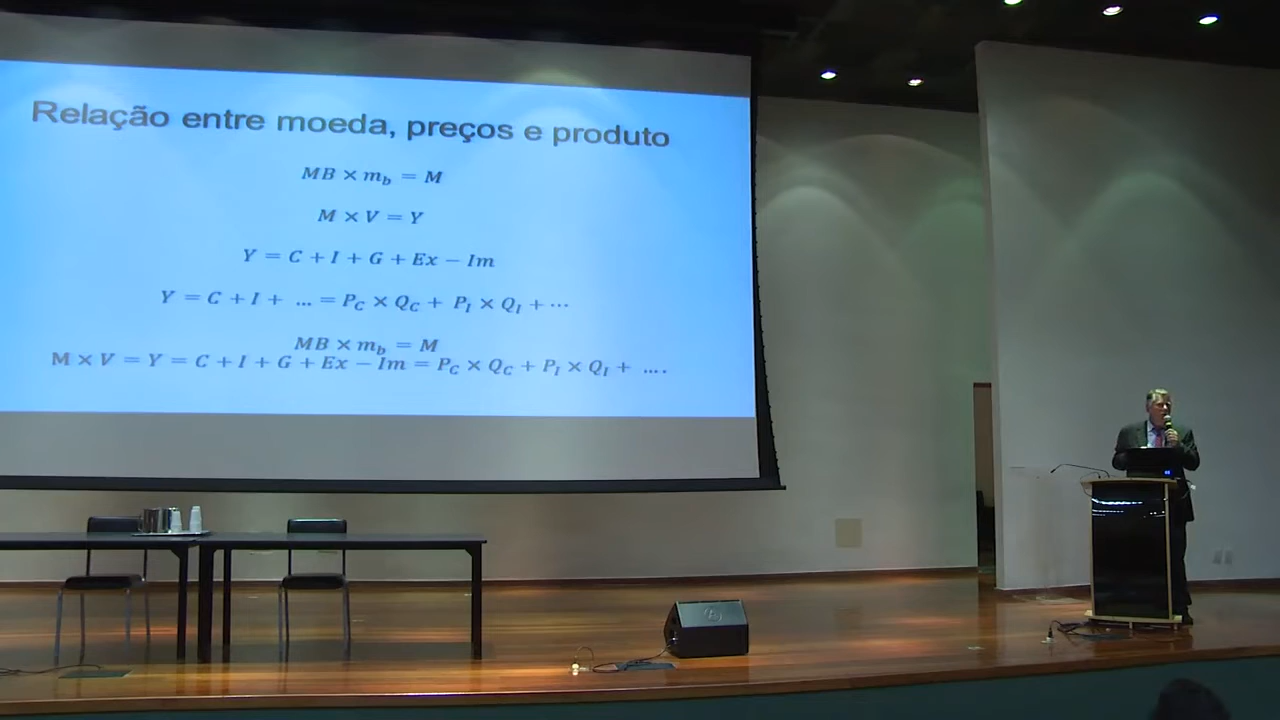 Relação entre moeda, preços e produto
MB × m_b = M
M × V = Y
Y = C + I + G + Ex − Im
Y = C + I + ... = P_C × Q_C + P_I × Q_I + ⋯
MB × m_b = M
M × V = Y = C + I + G + Ex − Im = P_C × Q_C + P_I × Q_I + ....